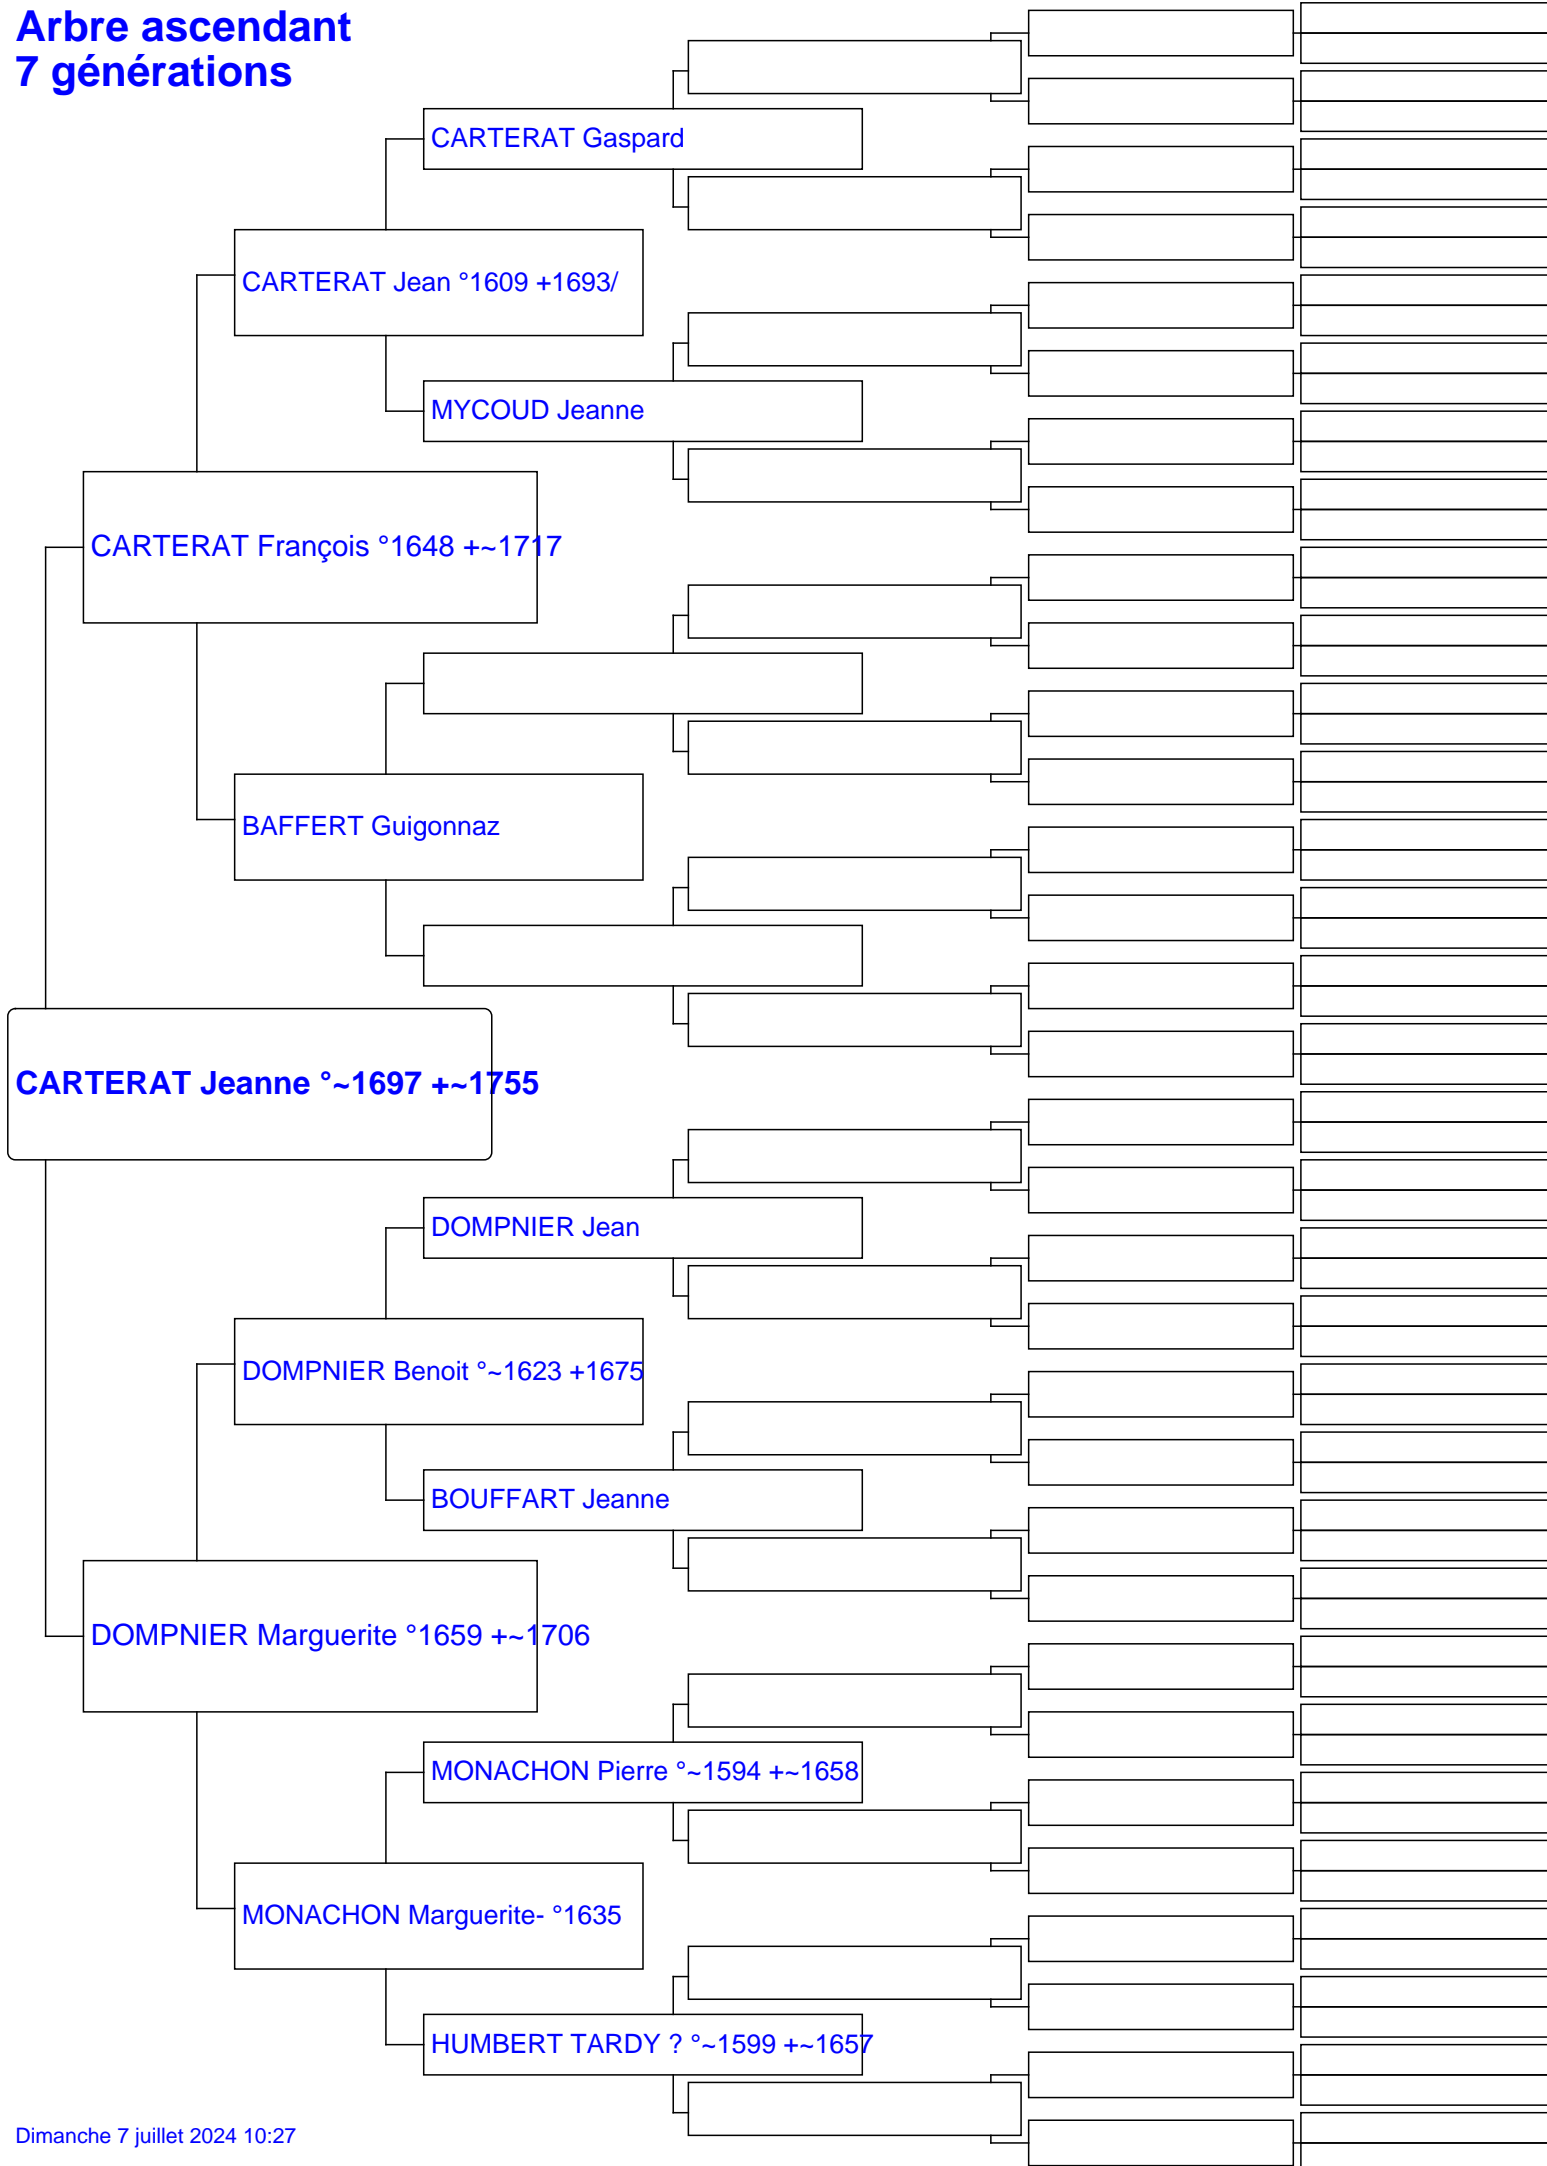 Arbre ascendant
7 générations
CARTERAT Gaspard
CARTERAT Jean °1609 +1693/
MYCOUD Jeanne
CARTERAT François °1648 +~1717
BAFFERT Guigonnaz
CARTERAT Jeanne °~1697 +~1755
DOMPNIER Jean
DOMPNIER Benoit °~1623 +1675
BOUFFART Jeanne
DOMPNIER Marguerite °1659 +~1706
MONACHON Pierre °~1594 +~1658
MONACHON Marguerite- °1635
HUMBERT TARDY ? °~1599 +~1657
Dimanche 7 juillet 2024 10:27